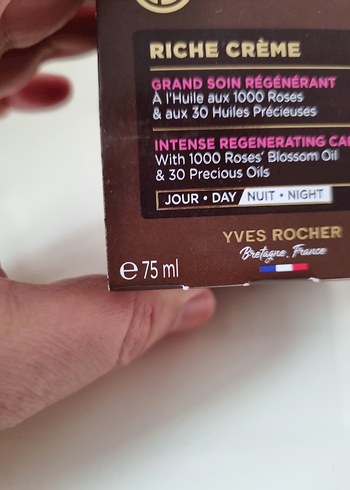 RICHE CRÈME
GRAND SOIN RÉGÉNÉRANT
À l'Huile aux 1000 Roses
& aux 30 Huiles Précieuses
INTENSE REGENERATING
With 1000 Roses' Blossom Oil
& 30 Precious Oils
JOUR • DAY NUIT • NIGHT
YVES ROCHER
Bretagne, France
℮ 75 ml